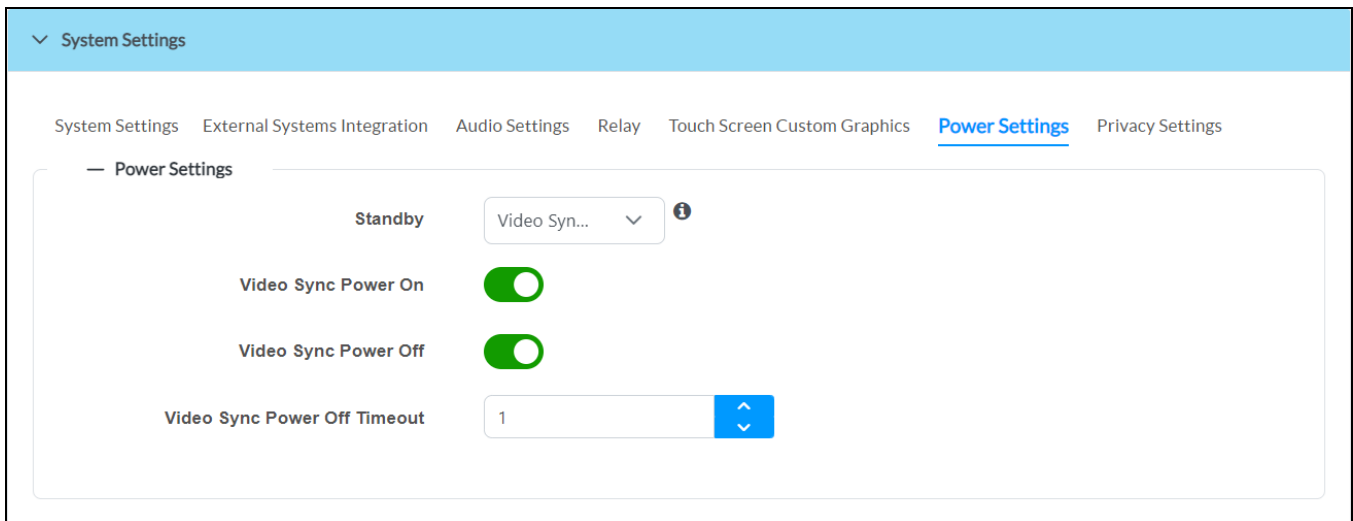 System Settings
System Settings External Systems Integration Audio Settings Relay Touch Screen Custom Graphics Power Settings Privacy Settings
Power Settings
Standby Video Syn...
Video Sync Power On
Video Sync Power Off
Video Sync Power Off Timeout 1